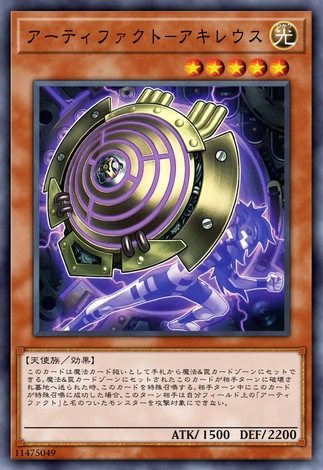 アーティファクト－アキレウス
光
【天使族／効果】
このカードは魔法カード扱いとして手札から魔法&罠カードゾーンにセットで
きる。魔法&罠カードゾーンにセットされたこのカードが相手ターンに破壊さ
れ墓地へ送られた時、このカードを特殊召喚する。相手ターン中にこのカード
が特殊召喚に成功した場合、このターン相手は自分フィールド上の「アーティ
ファクト」と名のついたモンスターを攻撃対象にできない。
ATK/1500 DEF/2200
11475049